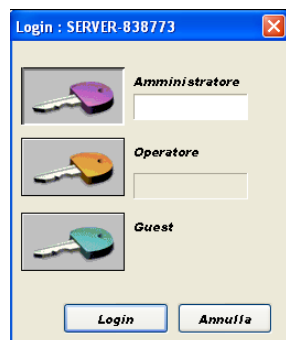 Login : SERVER-838773
Amministratore
Operatore
Guest
Login
Annulla